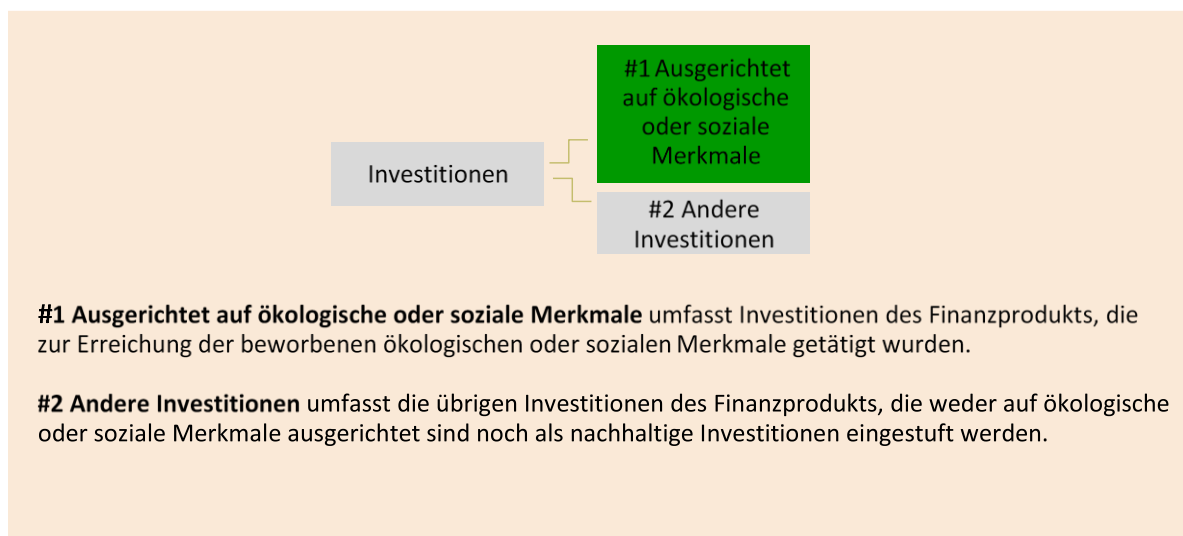 #1 Ausgerichtet
auf ökologische
oder soziale
Merkmale
Investitionen
#2 Andere
Investitionen
#1 Ausgerichtet auf ökologische oder soziale Merkmale umfasst Investitionen des Finanzprodukts, die
zur Erreichung der beworbenen ökologischen oder sozialen Merkmale getätigt wurden.
#2 Andere Investitionen umfasst die übrigen Investitionen des Finanzprodukts, die weder auf ökologische
oder soziale Merkmale ausgerichtet sind noch als nachhaltige Investitionen eingestuft werden.